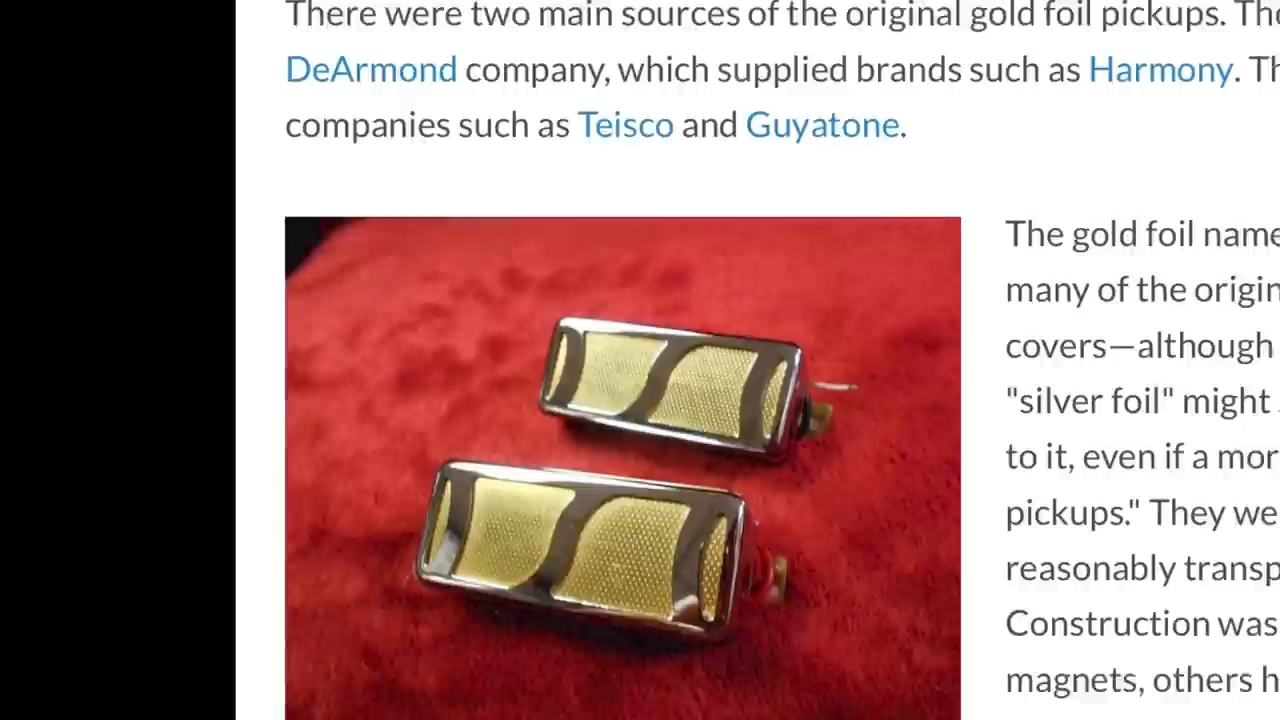 There were two main sources of the original gold foil pickups.
DeArmond company, which supplied brands such as Harmony.
companies such as Teisco and Guyatone.
The gold foil name
many of the origin
covers—although
"silver foil" might
to it, even if a mor
pickups." They we
reasonably transp
Construction was
magnets, others h